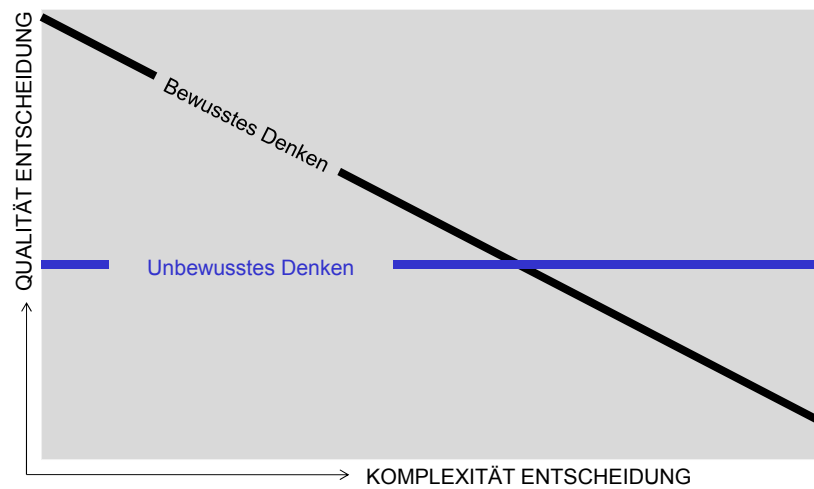 QUALITÄT ENTSCHEIDUNG
Bewusstes Denken
Unbewusstes Denken
KOMPLEXITÄT ENTSCHEIDUNG